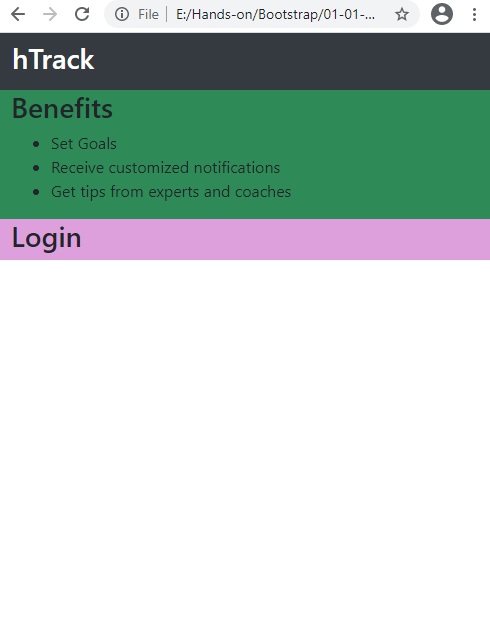 File E:/Hands-on/Bootstrap/01-01-...
hTrack
Benefits
Set Goals
Receive customized notifications
Get tips from experts and coaches
Login